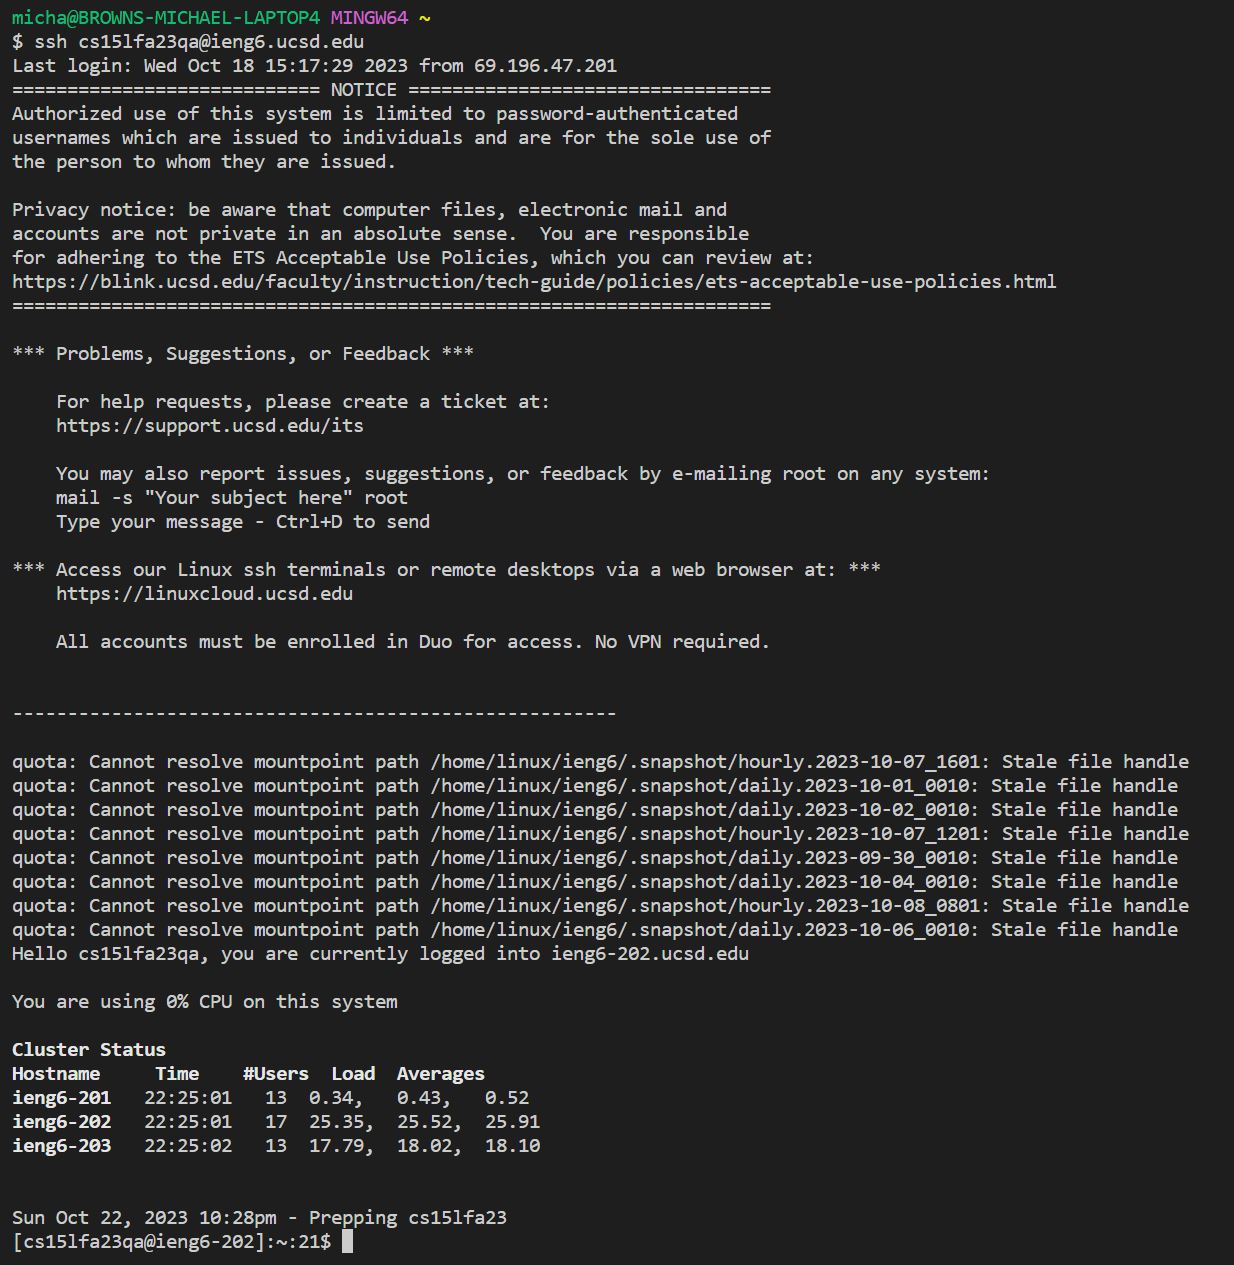 micha@BROWNS-MICHAEL-LAPTOP4 MINGW64 ~
$ ssh cs15lfa23qa@ieng6.ucsd.edu
Last login: Wed Oct 18 15:17:29 2023 from 69.196.47.201
============================ NOTICE =================================
Authorized use of this system is limited to password-authenticated
usernames which are issued to individuals and are for the sole use of
the person to whom they are issued.

Privacy notice: be aware that computer files, electronic mail and
accounts are not private in an absolute sense.  You are responsible
for adhering to the ETS Acceptable Use Policies, which you can review at:
https://blink.ucsd.edu/faculty/instruction/tech-guide/policies/ets-acceptable-use-policies.html
=====================================================================

*** Problems, Suggestions, or Feedback ***

    For help requests, please create a ticket at:
    https://support.ucsd.edu/its

    You may also report issues, suggestions, or feedback by e-mailing root on any system:
    mail -s "Your subject here" root
    Type your message - Ctrl+D to send

*** Access our Linux ssh terminals or remote desktops via a web browser at: ***
    https://linuxcloud.ucsd.edu

    All accounts must be enrolled in Duo for access. No VPN required.


-------------------------------------------------------

quota: Cannot resolve mountpoint path /home/linux/ieng6/.snapshot/hourly.2023-10-07_1601: Stale file handle
quota: Cannot resolve mountpoint path /home/linux/ieng6/.snapshot/daily.2023-10-01_0010: Stale file handle
quota: Cannot resolve mountpoint path /home/linux/ieng6/.snapshot/daily.2023-10-02_0010: Stale file handle
quota: Cannot resolve mountpoint path /home/linux/ieng6/.snapshot/hourly.2023-10-07_1201: Stale file handle
quota: Cannot resolve mountpoint path /home/linux/ieng6/.snapshot/daily.2023-09-30_0010: Stale file handle
quota: Cannot resolve mountpoint path /home/linux/ieng6/.snapshot/daily.2023-10-04_0010: Stale file handle
quota: Cannot resolve mountpoint path /home/linux/ieng6/.snapshot/hourly.2023-10-08_0801: Stale file handle
quota: Cannot resolve mountpoint path /home/linux/ieng6/.snapshot/daily.2023-10-06_0010: Stale file handle
Hello cs15lfa23qa, you are currently logged into ieng6-202.ucsd.edu

You are using 0% CPU on this system

Cluster Status
Hostname     Time    #Users  Load  Averages
ieng6-201   22:25:01   13  0.34,   0.43,   0.52
ieng6-202   22:25:01   17  25.35,  25.52,  25.91
ieng6-203   22:25:02   13  17.79,  18.02,  18.10


Sun Oct 22, 2023 10:28pm - Prepping cs15lfa23
[cs15lfa23qa@ieng6-202]:~:21$